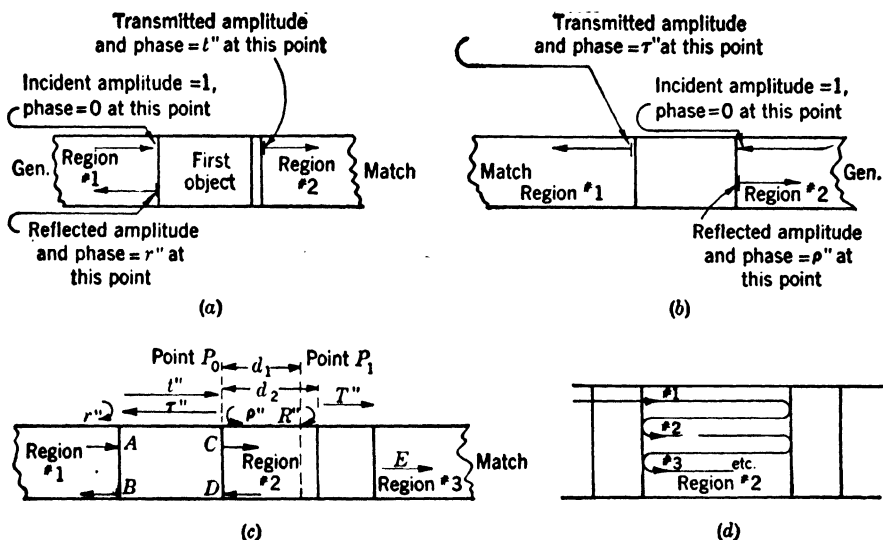 Transmitted amplitude
and phase = t'' at this point
Incident amplitude = 1,
phase = 0 at this point
Gen.
Region
#1
First
object
Region
#2
Match
Reflected amplitude
and phase = r'' at
this point
(a)
Transmitted amplitude
and phase = τ'' at this point
Incident amplitude = 1,
phase = 0 at this point
Match
Region #1
Region #2
Gen.
Reflected amplitude
and phase = ρ'' at
this point
(b)
Point P₀
d₁
Point P₁
t''
d₂
T''
τ''
r''
ρ''
R''
Region
#1
A
B
C
D
Region
#2
E
Region #3
Match
(c)
#1
#2
#3
etc.
Region #2
(d)